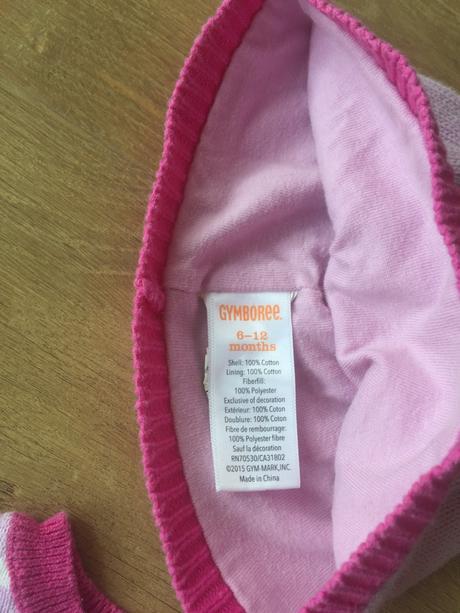 GYMBOREE.
6–12
months
Shell: 100% Cotton
Lining: 100% Cotton
Fiberfill:
100% Polyester
Exclusive of decoration
Extérieur: 100% Coton
Doublure: 100% Coton
Fibre de rembourrage:
100% Polyester fibre
Sauf la décoration
RN70530/CA31802
©2015 GYM-MARK,INC.
Made in China